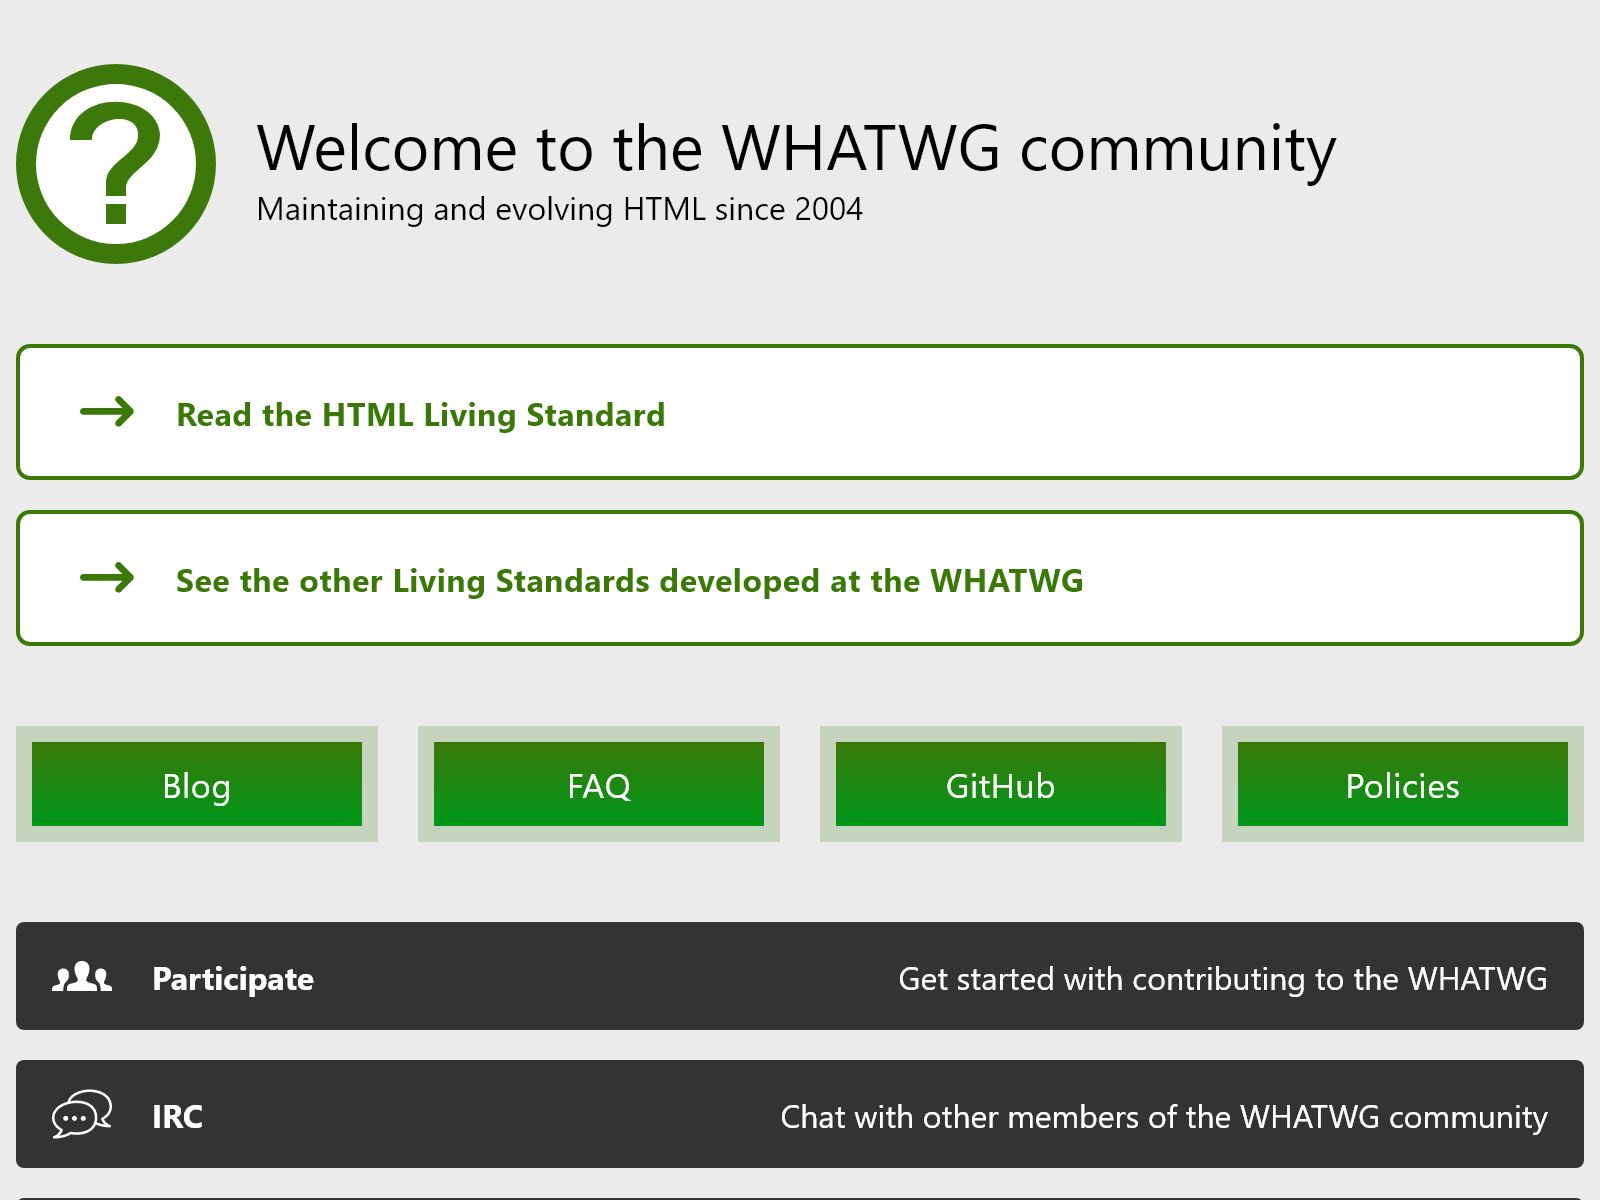 Welcome to the WHATWG community
Maintaining and evolving HTML since 2004
Read the HTML Living Standard
See the other Living Standards developed at the WHATWG
Blog
FAQ
GitHub
Policies
Participate
Get started with contributing to the WHATWG
IRC
Chat with other members of the WHATWG community